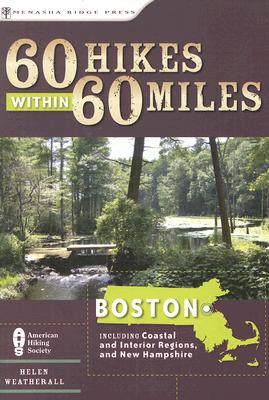 MENASHA RIDGE PRESS
60 HIKES
WITHIN
60 MILES
BOSTON
INCLUDING Coastal
and Interior Regions,
and New Hampshire
American
Hiking
Society
HELEN
WEATHERALL